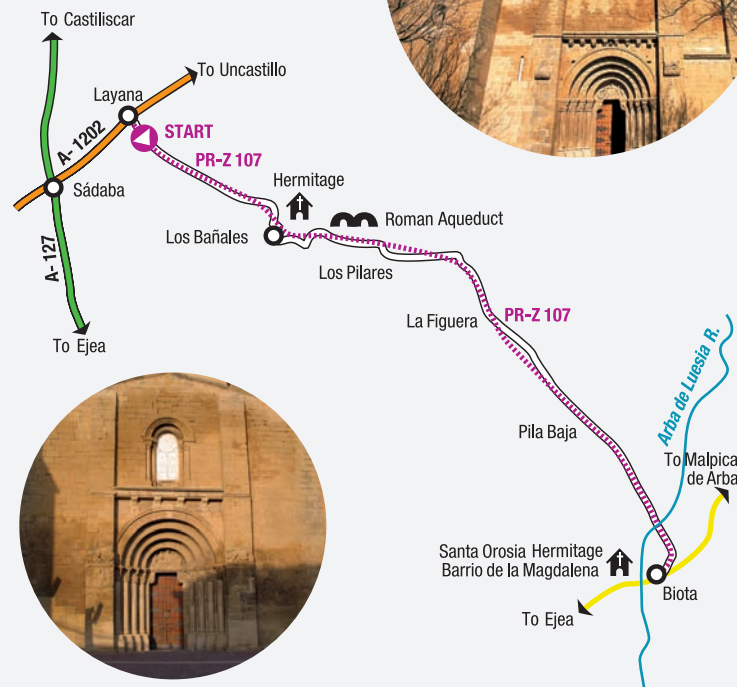 To Castiliscar
To Uncastillo
Layana
START
A-1202
PR-Z 107
Sádaba
Hermitage
Roman Aqueduct
Los Bañales
Los Pilares
A-127
La Figuera
PR-Z 107
To Ejea
Arba de Luesia R.
Pila Baja
To Malpica
de Arba
Santa Orosia Hermitage
Barrio de la Magdalena
Biota
To Ejea